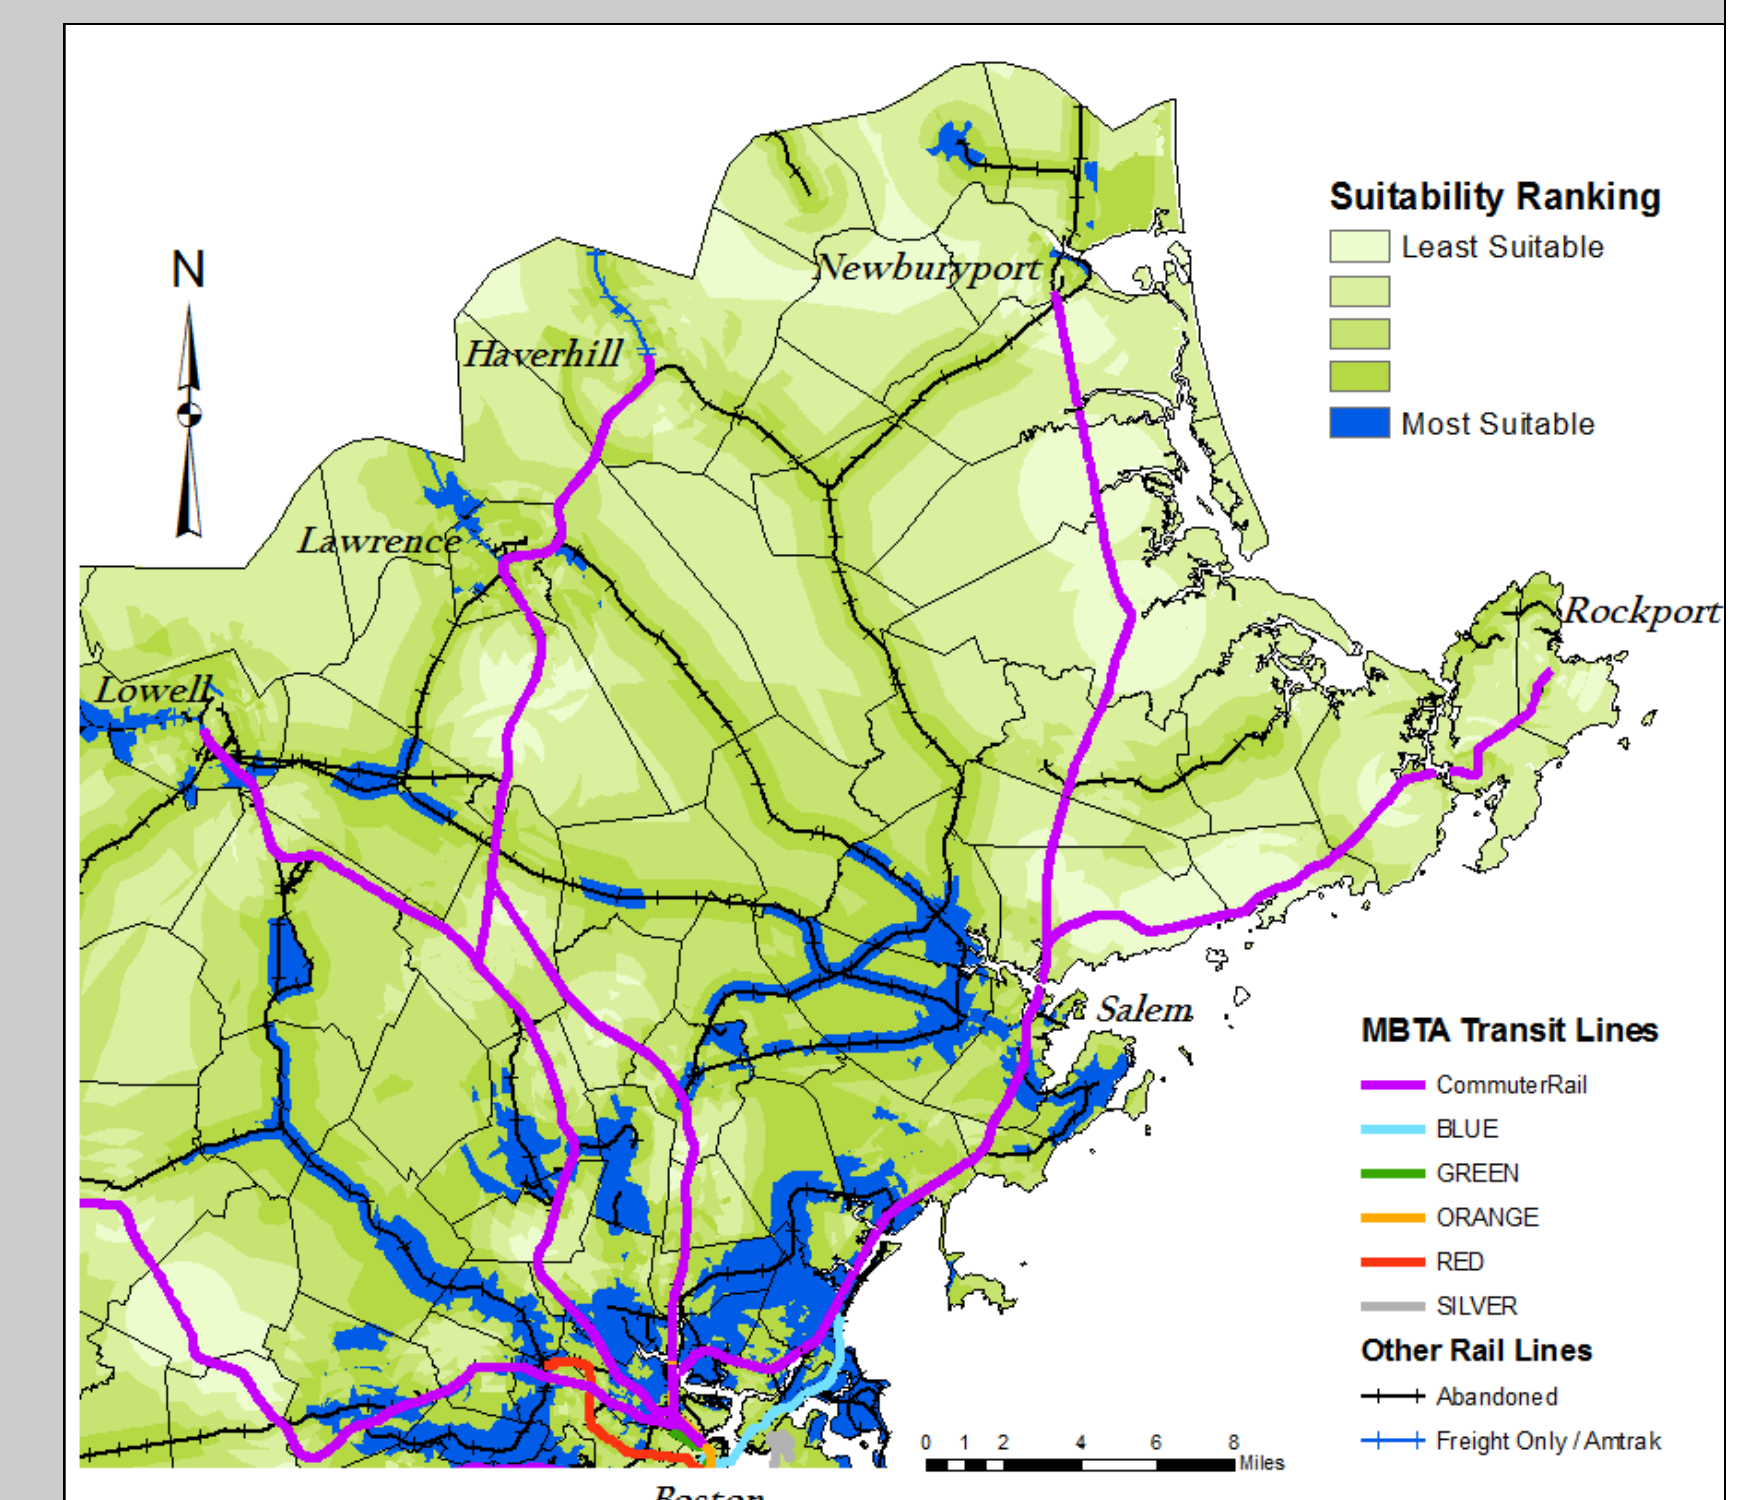 N
Newburyport
Haverhill
Lawrence
Lowell
Rockport
Salem
Boston
Suitability Ranking
Least Suitable
Most Suitable
MBTA Transit Lines
CommuterRail
BLUE
GREEN
ORANGE
RED
SILVER
Other Rail Lines
Abandoned
Freight Only / Amtrak
0 1 2 4 6 8
Miles